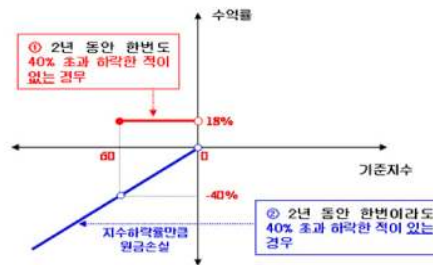 수익률
① 2년 동안 한번도
40% 초과 하락한 적이
없는 경우
18%
60
0
기준지수
-40%
지수하락률만큼
원금손실
② 2년 동안 한번이라도
40% 초과 하락한 적이 있는
경우